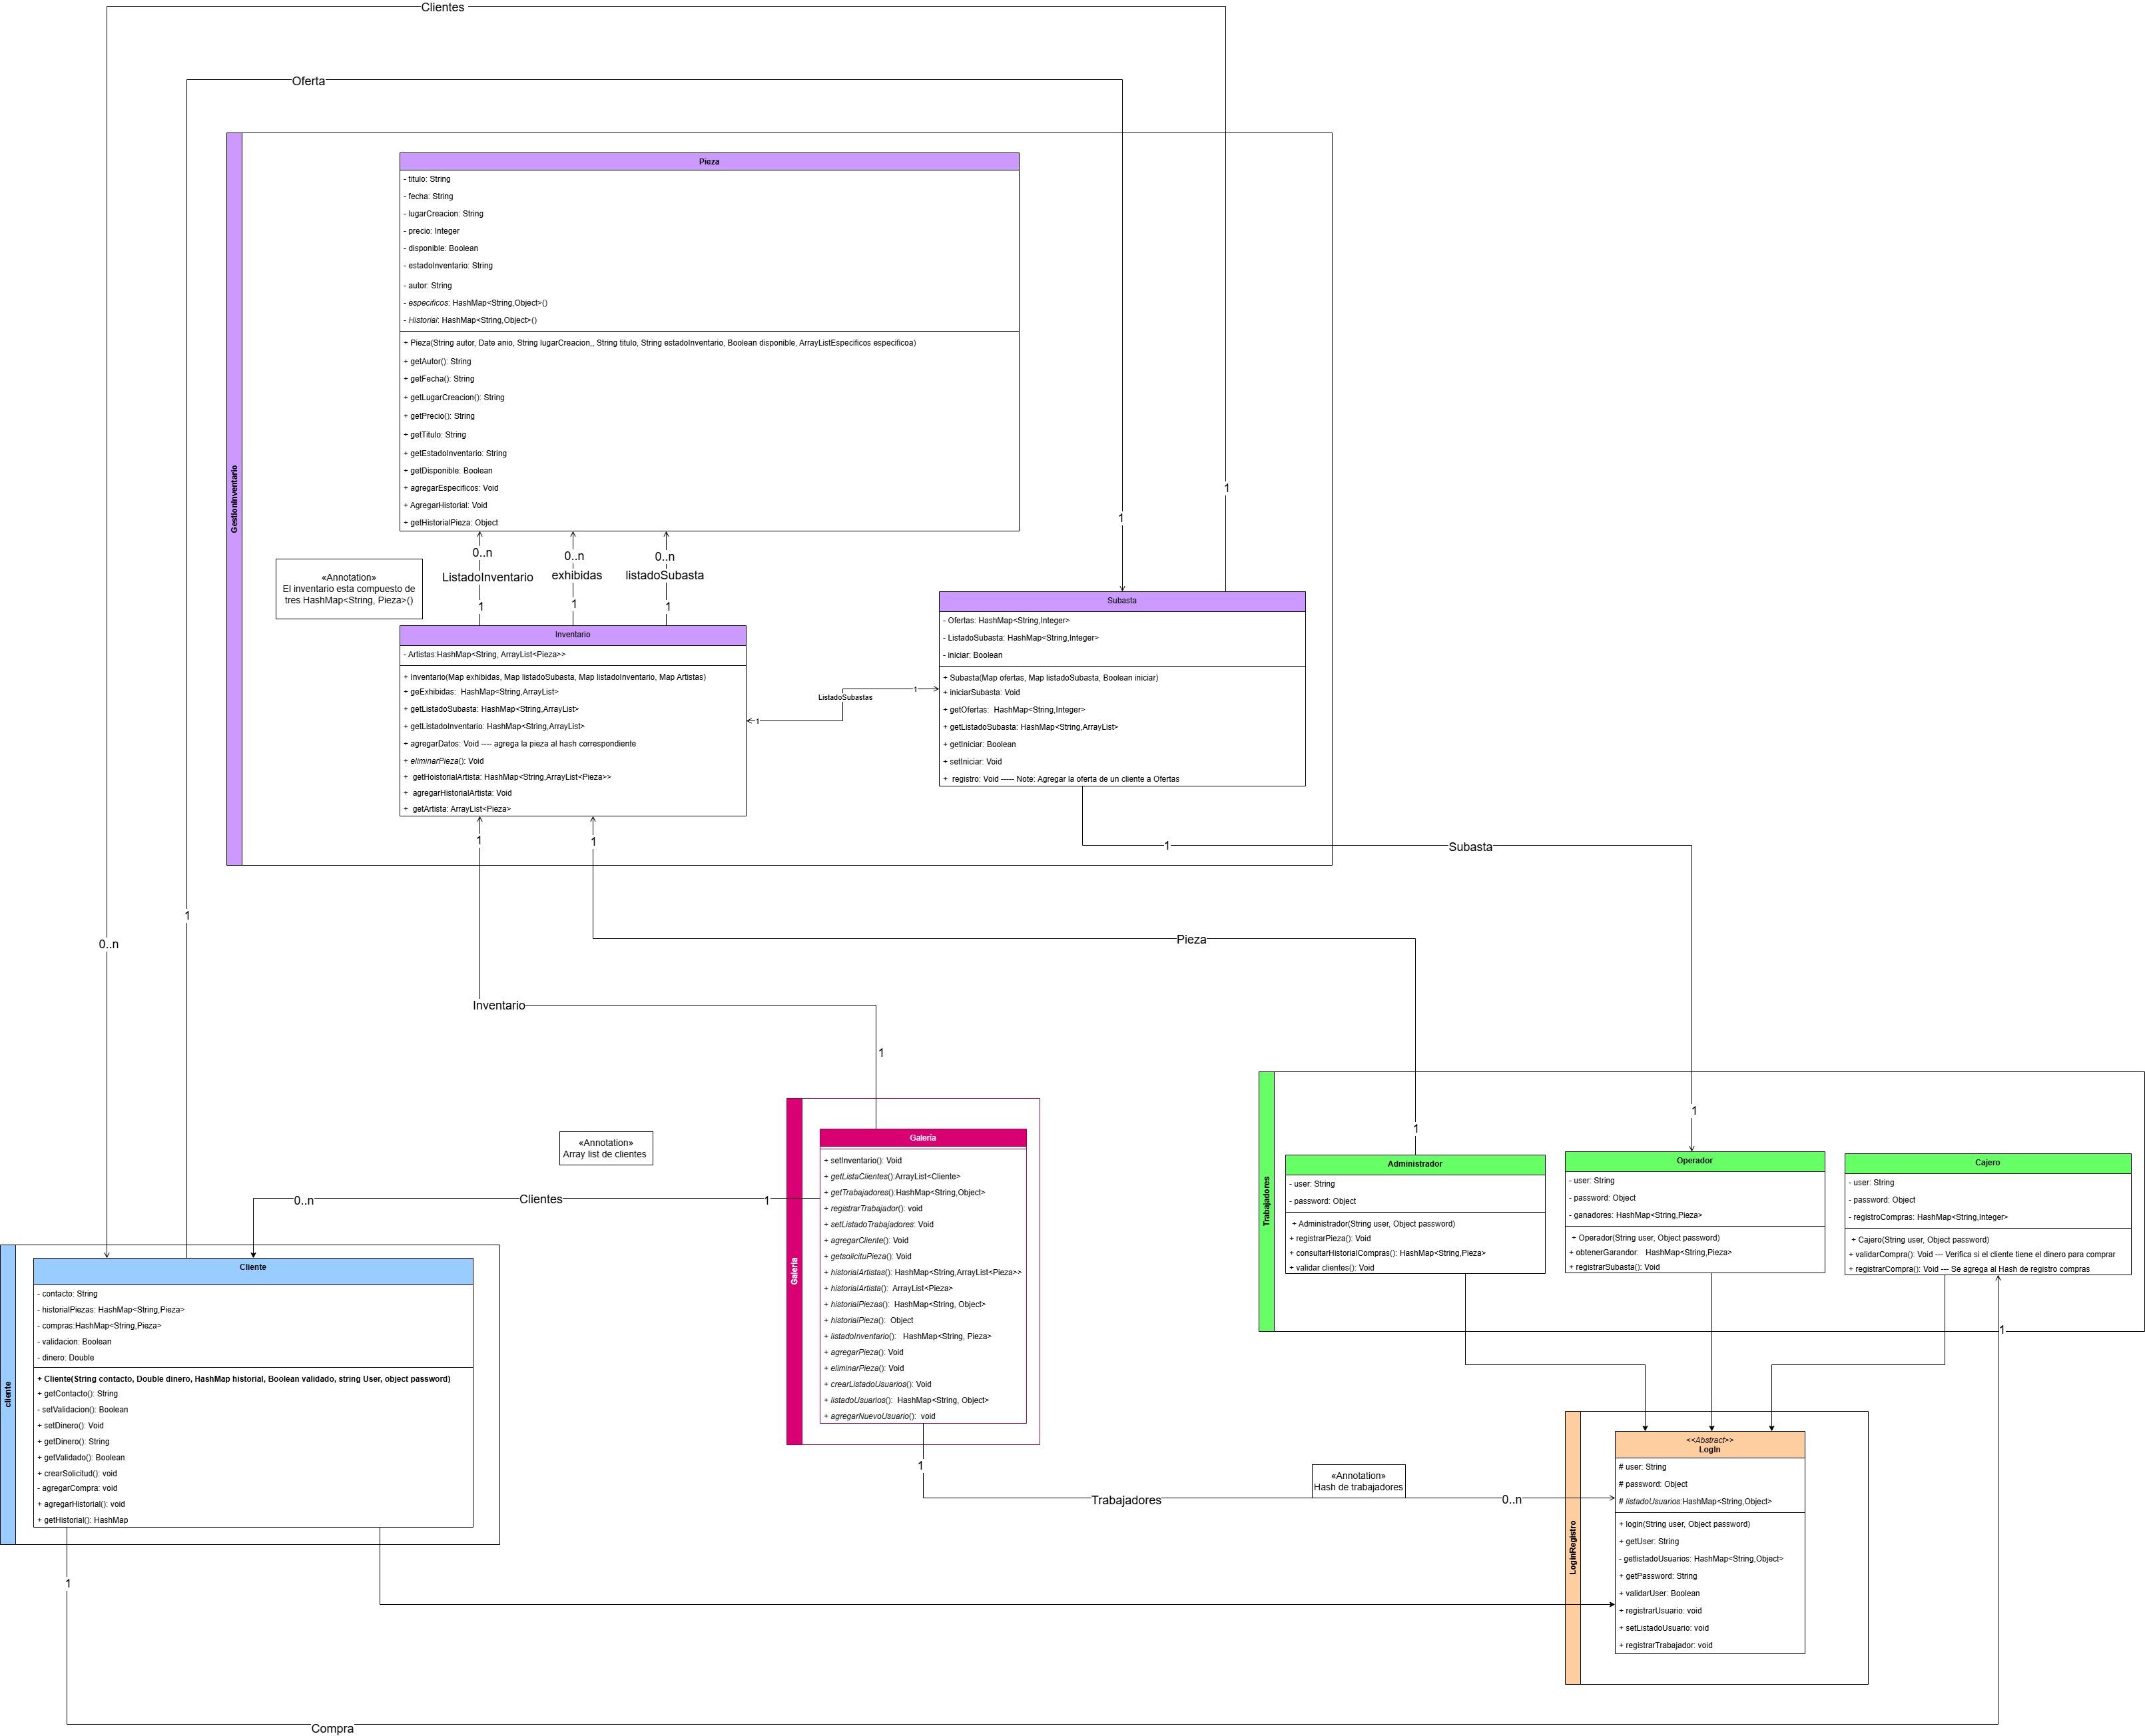 Clientes
Oferta
GestionInventario
Pieza
- titulo: String
- fecha: String
- lugarCreacion: String
- precio: Integer
- disponible: Boolean
- estadoInventario: String
- autor: String
- especificos: HashMap<String,Object>()
- Historial: HashMap<String,Object>()
+ Pieza(String autor, Date anio, String lugarCreacion,, String titulo, String estadoInventario, Boolean disponible, ArrayListEspecificos especificoa)
+ getAutor(): String
+ getFecha(): String
+ getLugarCreacion(): String
+ getPrecio(): String
+ getTitulo: String
+ getEstadoInventario: String
+ getDisponible: Boolean
+ agregarEspecificos: Void
+ AgregarHistorial: Void
+ getHistorialPieza: Object
1
1
0..n
0..n
0..n
ListadoInventario
exhibidas
listadoSubasta
1
1
1
«Annotation»
El inventario esta compuesto de
tres HashMap<String, Pieza>()
Inventario
- Artistas:HashMap<String, ArrayList<Pieza>>
+ Inventario(Map exhibidas, Map listadoSubasta, Map listadoInventario, Map Artistas)
+ geExhibidas:  HashMap<String,ArrayList>
+ getListadoSubasta: HashMap<String,ArrayList>
+ getListadoInventario: HashMap<String,ArrayList>
+ agregarDatos: Void ---- agrega la pieza al hash correspondiente
+ eliminarPieza(): Void
+  getHoistorialArtista: HashMap<String,ArrayList<Pieza>>
+  agregarHistorialArtista: Void
+  getArtista: ArrayList<Pieza>
1
ListadoSubastas
1
Subasta
- Ofertas: HashMap<String,Integer>
- ListadoSubasta: HashMap<String,Integer>
- iniciar: Boolean
+ Subasta(Map ofertas, Map listadoSubasta, Boolean iniciar)
+ iniciarSubasta: Void
+ getOfertas:  HashMap<String,Integer>
+ getListadoSubasta: HashMap<String,ArrayList>
+ getIniciar: Boolean
+ setIniciar: Void
+  registro: Void ----- Note: Agregar la oferta de un cliente a Ofertas
1
1
1
Subasta
1
0..n
Pieza
Inventario
1
1
1
«Annotation»
Array list de clientes
0..n
Clientes
1
Galería
Galería
+ setInventario(): Void
+ getListaClientes():ArrayList<Cliente>
+ getTrabajadores():HashMap<String,Object>
+ registrarTrabajador(): void
+ setListadoTrabajadores: Void
+ agregarCliente(): Void
+ getsolicituPieza(): Void
+ historialArtistas(): HashMap<String,ArrayList<Pieza>>
+ historialArtista():  ArrayList<Pieza>
+ historialPiezas():  HashMap<String, Object>
+ historialPieza():  Object
+ listadoInventario():  HashMap<String, Pieza>
+ agregarPieza(): Void
+ eliminarPieza(): Void
+ crearListadoUsuarios(): Void
+ listadoUsuarios():  HashMap<String, Object>
+ agregarNuevoUsuario():  void
Trabajadores
Administrador
- user: String
- password: Object
+ Administrador(String user, Object password)
+ registrarPieza(): Void
+ consultarHistorialCompras(): HashMap<String,Pieza>
+ validar clientes(): Void
Operador
- user: String
- password: Object
- ganadores: HashMap<String,Pieza>
+ Operador(String user, Object password)
+ obtenerGarandor:   HashMap<String,Pieza>
+ registrarSubasta(): Void
Cajero
- user: String
- password: Object
- registroCompras: HashMap<String,Integer>
+ Cajero(String user, Object password)
+ validarCompra(): Void --- Verifica si el cliente tiene el dinero para comprar
+ registrarCompra(): Void --- Se agrega al Hash de registro compras
1
cliente
Cliente
- contacto: String
- historialPiezas: HashMap<String,Pieza>
- compras:HashMap<String,Pieza>
- validacion: Boolean
- dinero: Double
+ Cliente(String contacto, Double dinero, HashMap historial, Boolean validado, string User, object password)
+ getContacto(): String
- setValidacion(): Boolean
+ setDinero(): Void
+ getDinero(): String
+ getValidado(): Boolean
+ crearSolicitud(): void
- agregarCompra: void
+ agregarHistorial(): void
+ getHistorial(): HashMap
1
1
Trabajadores
«Annotation»
Hash de trabajadores
0..n
LogInRegistro
<<Abstract>>
LogIn
# user: String
# password: Object
# listadoUsuarios:HashMap<String,Object>
+ login(String user, Object password)
+ getUser: String
- getlistadoUsuarios: HashMap<String,Object>
+ getPassword: String
+ validarUser: Boolean
+ registrarUsuario: void
+ setListadoUsuario: void
+ registrarTrabajador: void
Compra